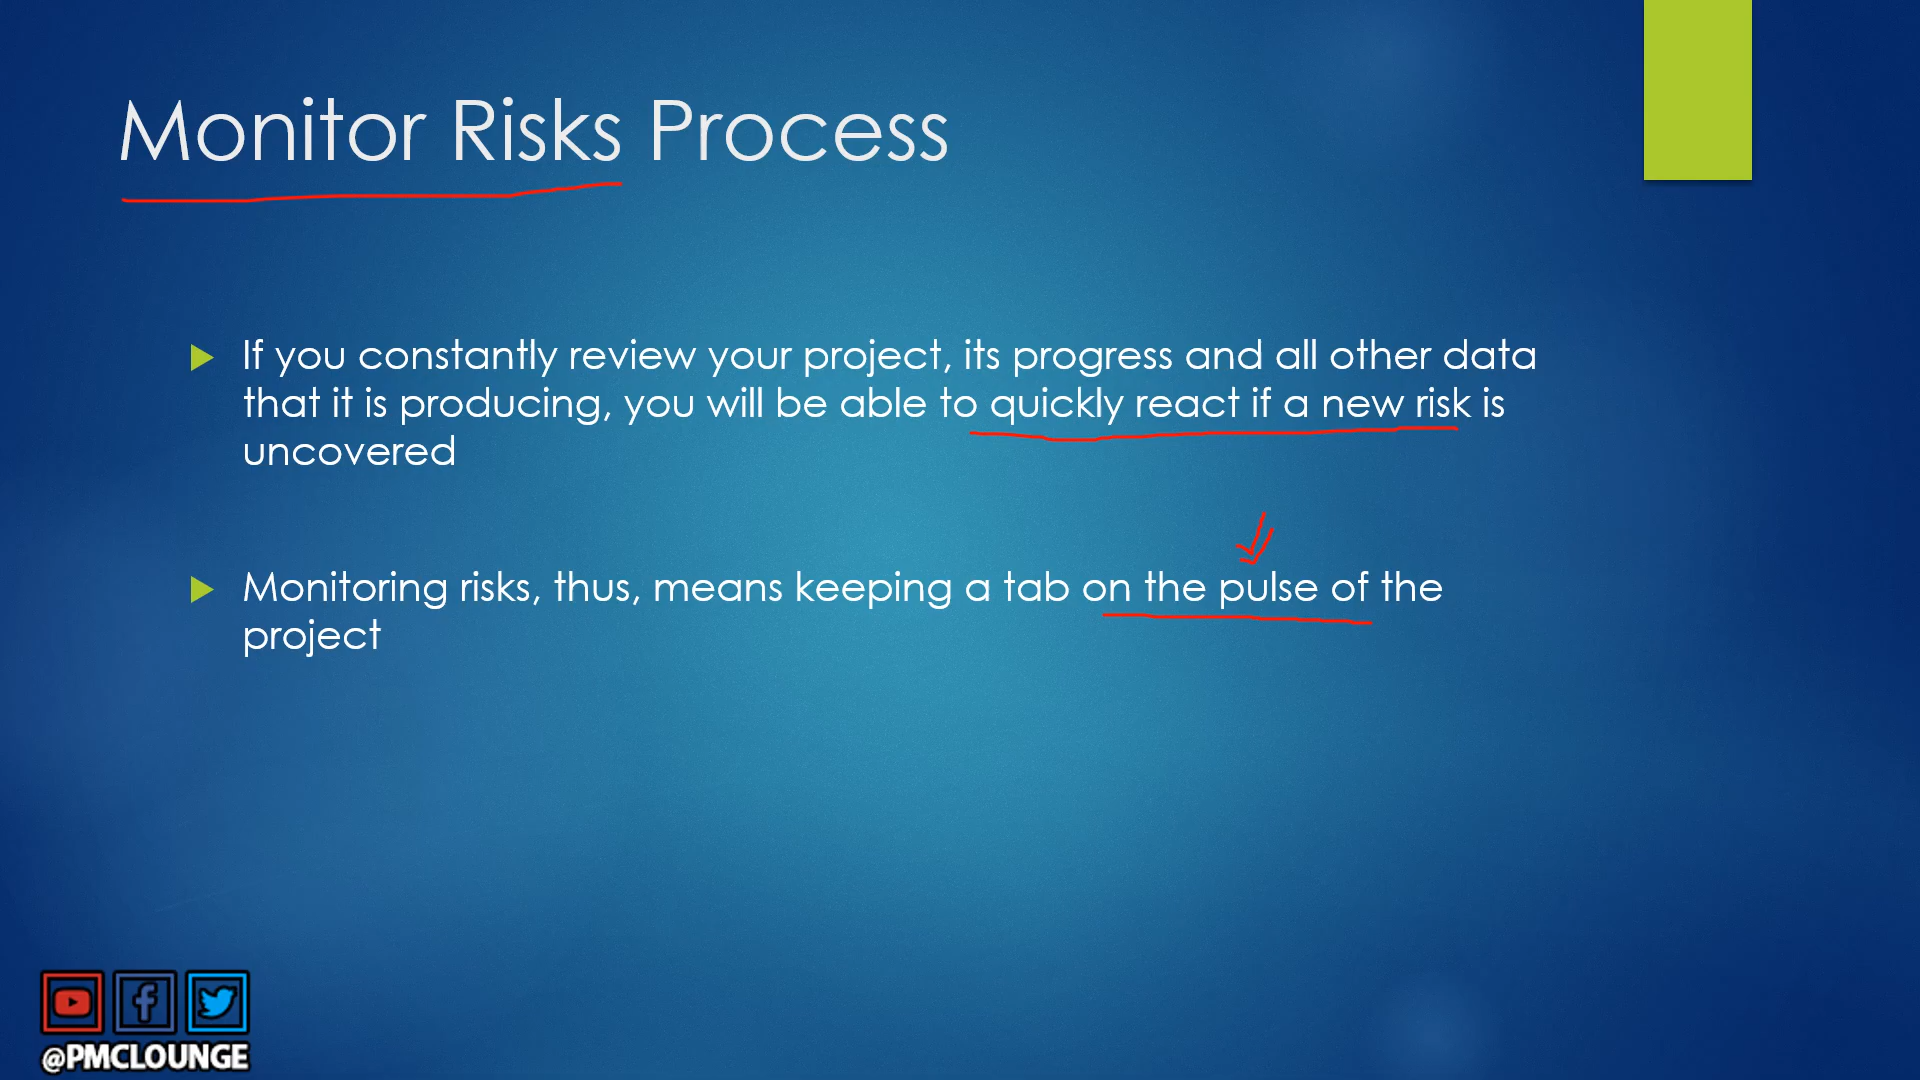 Monitor Risks Process
If you constantly review your project, its progress and all other data
that it is producing, you will be able to quickly react if a new risk is
uncovered
Monitoring risks, thus, means keeping a tab on the pulse of the
project
@PMCLOUNGE